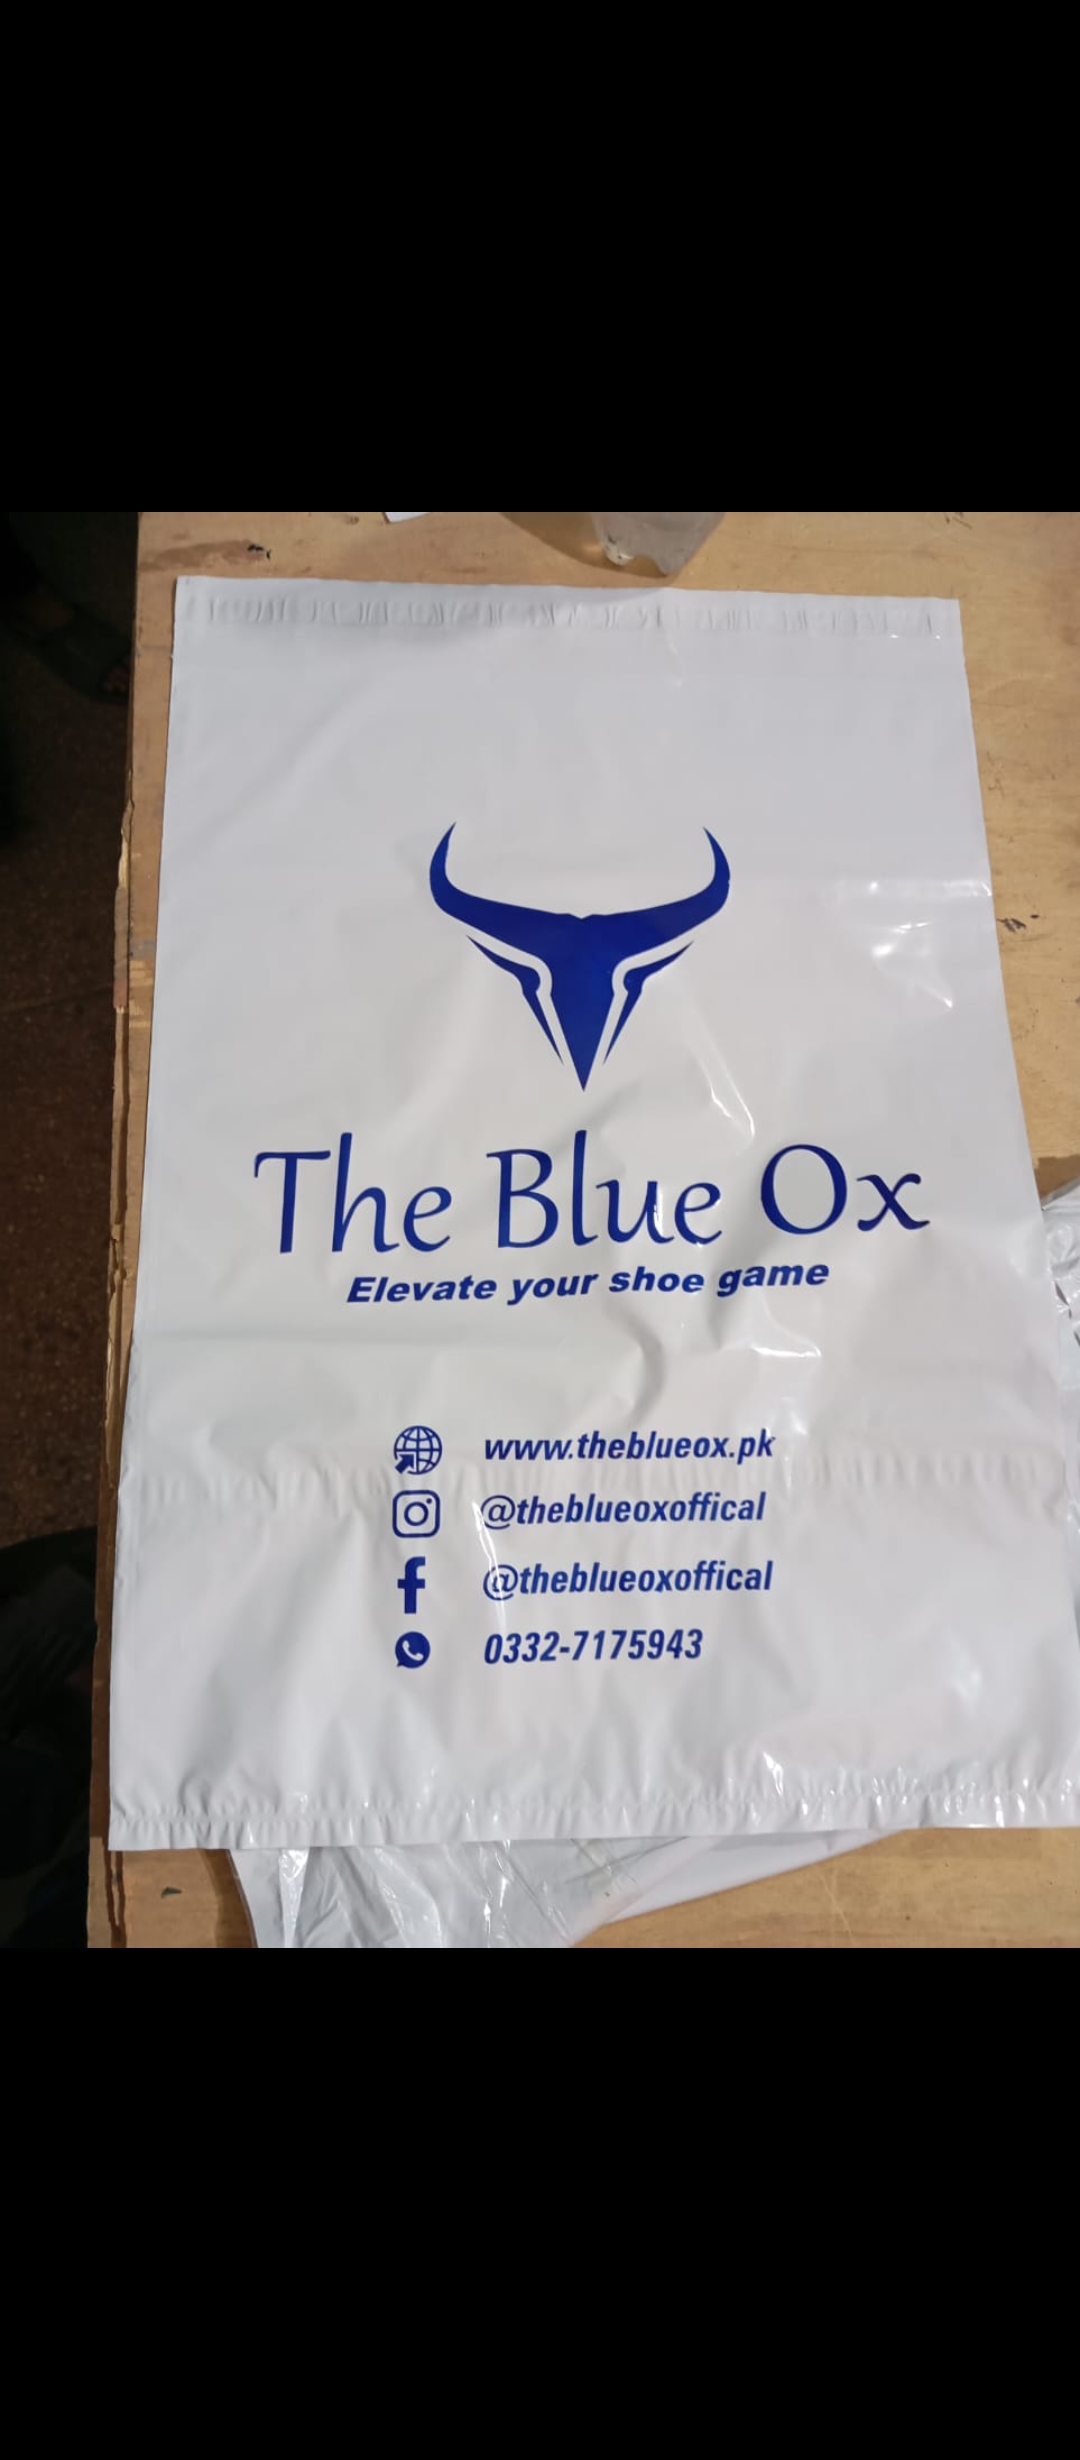 The Blue Ox
Elevate your shoe game
www.theblueox.pk
@theblueoxoffical
@theblueoxoffical
0332-7175943